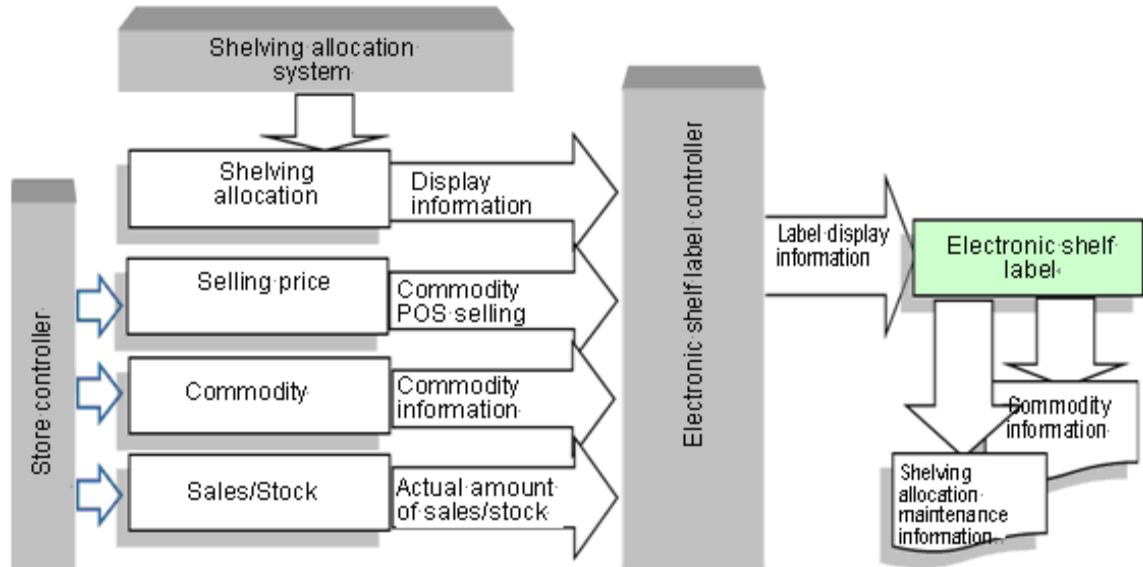 Shelving allocation
system
Shelving
allocation
Display
information
Selling price
Commodity
POS selling
Commodity
Commodity
information
Sales/Stock
Actual amount
of sales/stock
Store controller
Electronic shelf label controller
Label display
information
Electronic shelf
label
Commodity
information
Shelving
allocation
maintenance
information